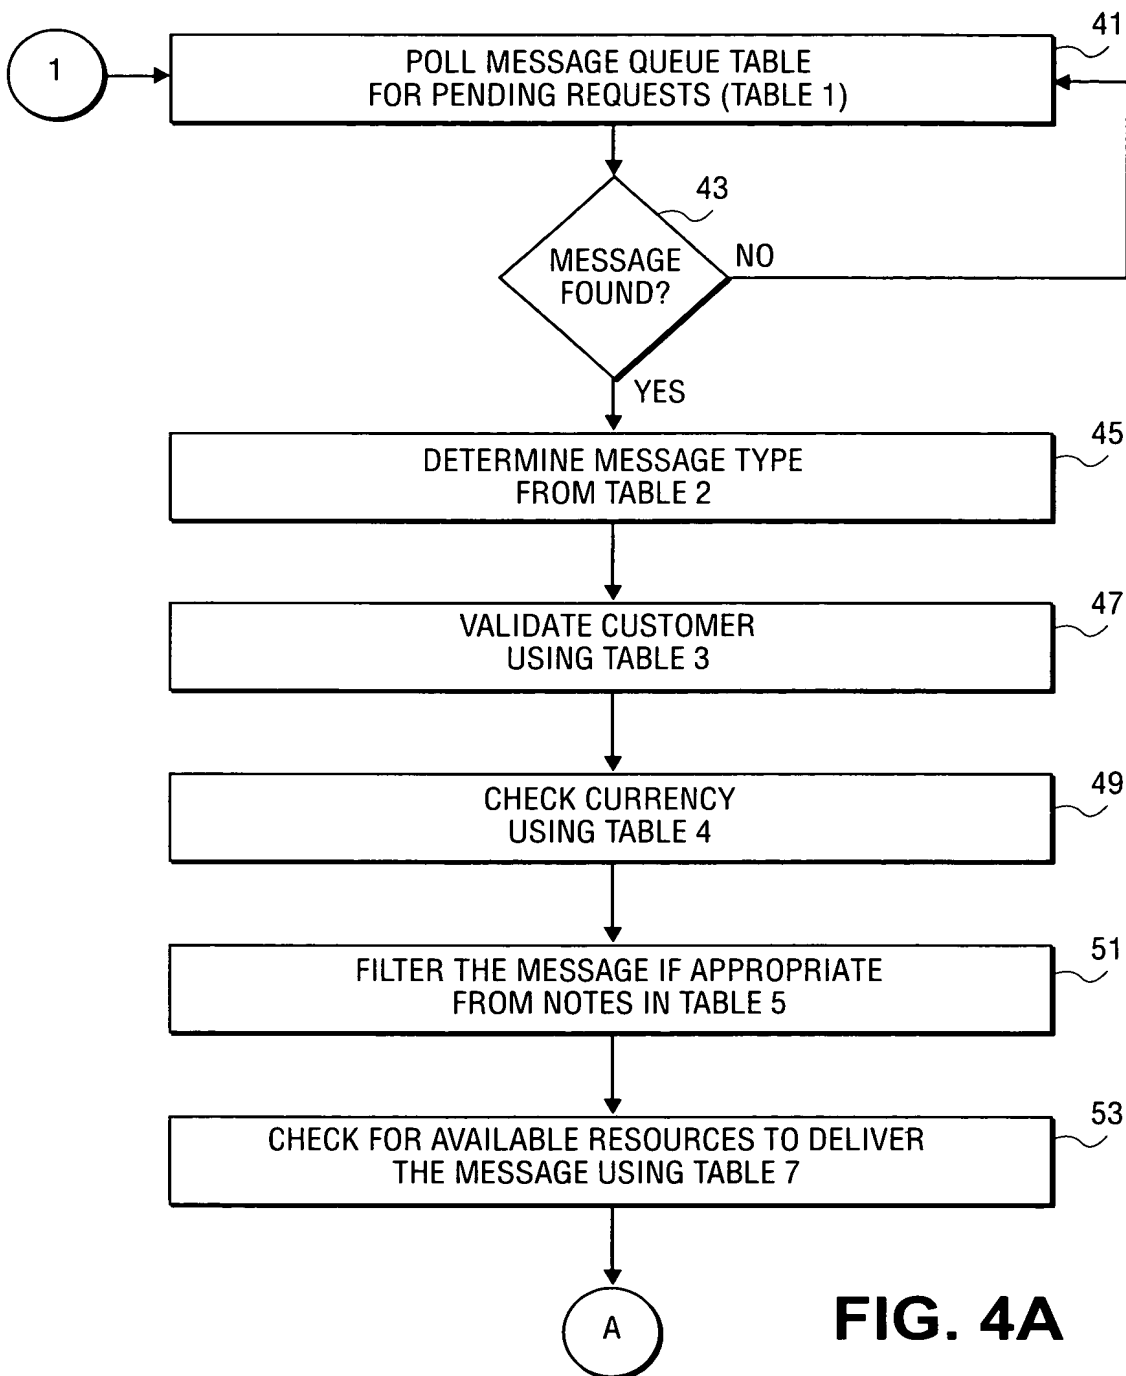 41
1
POLL MESSAGE QUEUE TABLE
FOR PENDING REQUESTS (TABLE 1)
43
MESSAGE
FOUND?
NO
YES
45
DETERMINE MESSAGE TYPE
FROM TABLE 2
47
VALIDATE CUSTOMER
USING TABLE 3
49
CHECK CURRENCY
USING TABLE 4
51
FILTER THE MESSAGE IF APPROPRIATE
FROM NOTES IN TABLE 5
53
CHECK FOR AVAILABLE RESOURCES TO DELIVER
THE MESSAGE USING TABLE 7
A
FIG. 4A